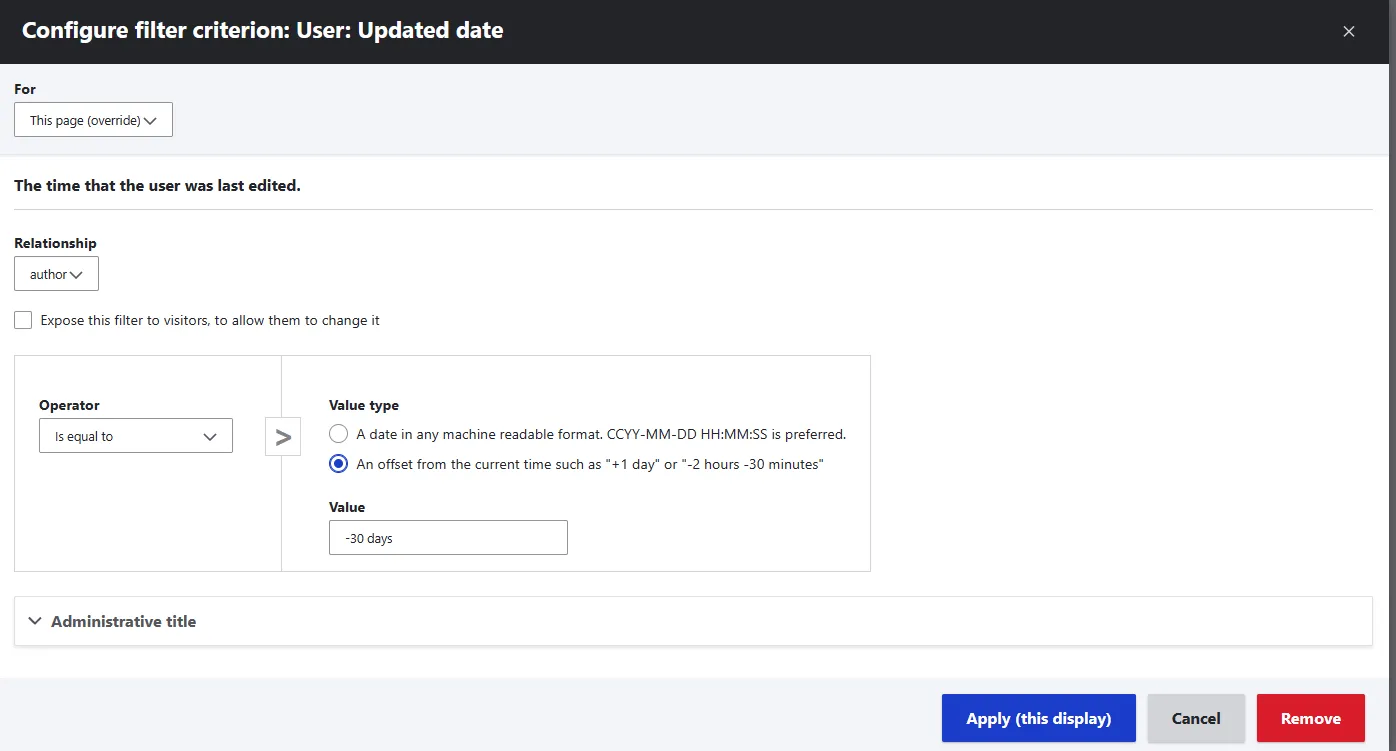 Configure filter criterion: User: Updated date
For
This page (override)
The time that the user was last edited.
Relationship
author
Expose this filter to visitors, to allow them to change it
Operator
Is equal to
>
Value type
A date in any machine readable format. CCYY-MM-DD HH:MM:SS is preferred.
An offset from the current time such as "+1 day" or "-2 hours -30 minutes"
Value
-30 days
Administrative title
Apply (this display)
Cancel
Remove